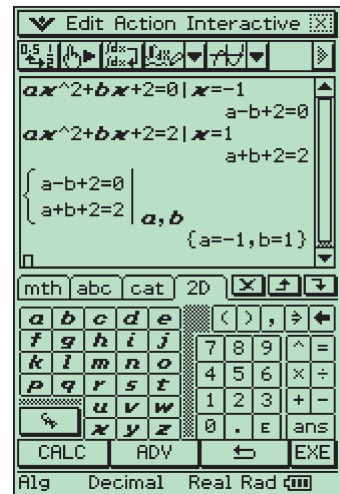 Edit Action Interactive
ax^2+bx+2=0|x=-1
a-b+2=0
ax^2+bx+2=2|x=1
a+b+2=2
a-b+2=0
a+b+2=2
a,b
{a=-1,b=1}
mth abc cat 2D
a b c d e ( ) ,
f g h i j 7 8 9 ^ =
k l m n o 4 5 6 × ÷
p q r s t 1 2 3 + -
u v w 0 . E ans
x y z
CALC ADV EXE
Alg Decimal Real Rad